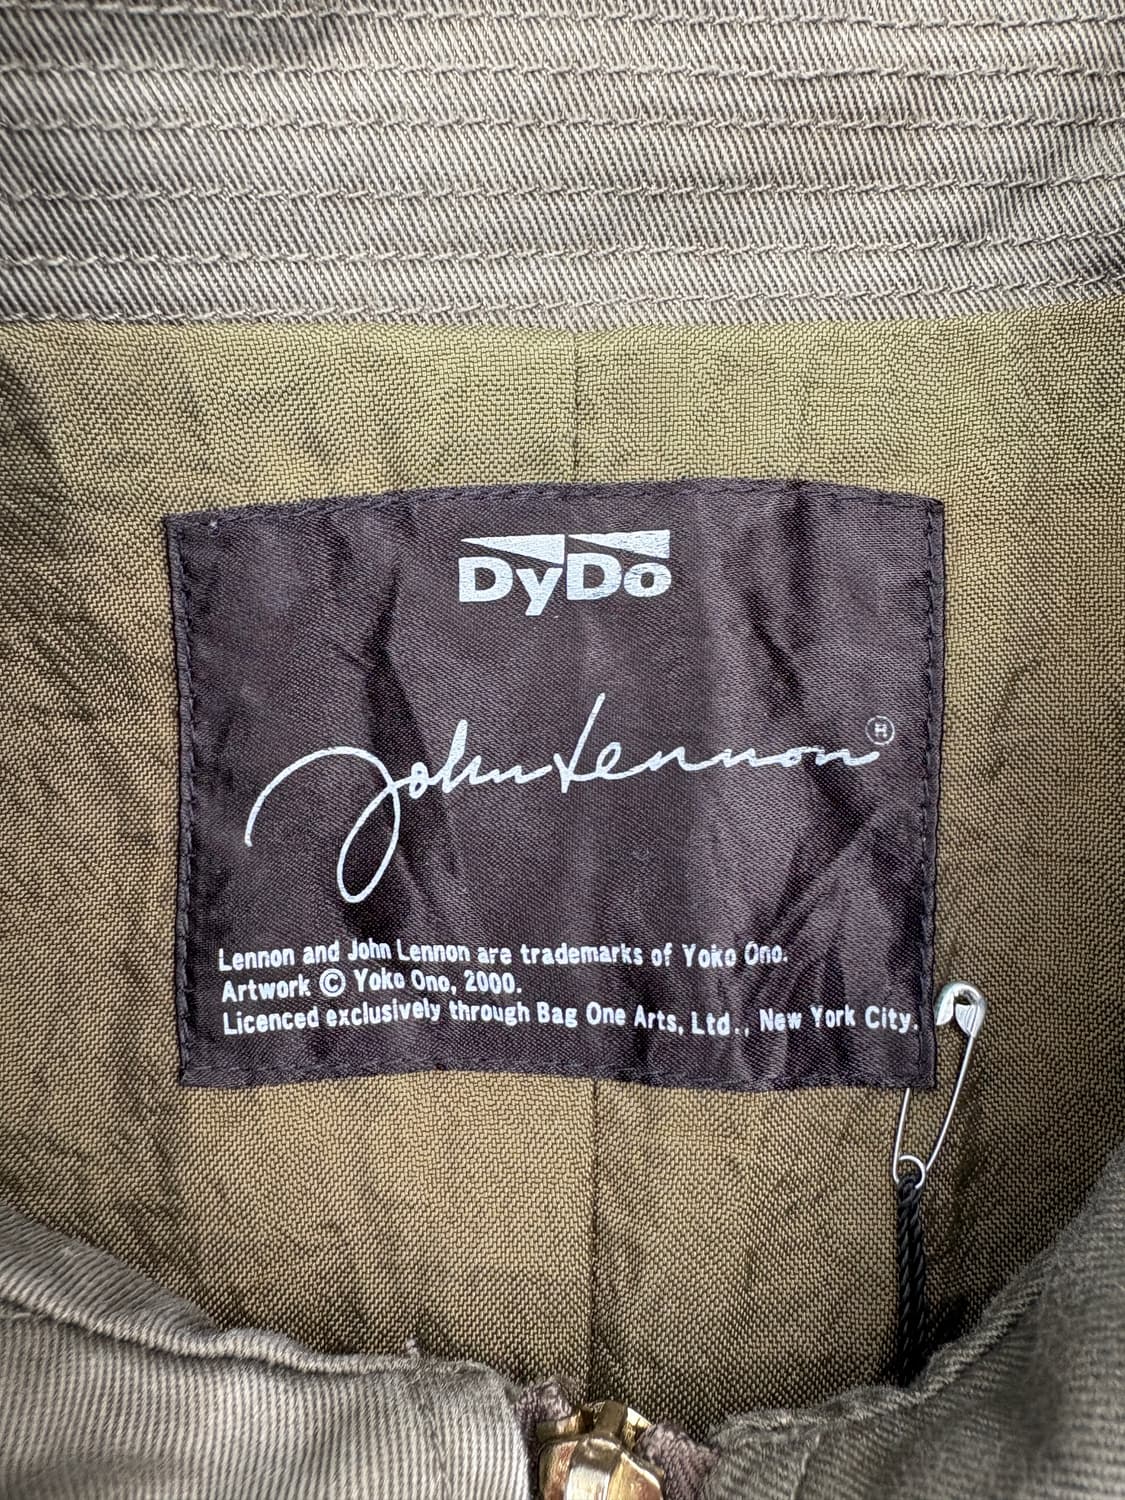 DyDo
John Lennon®
Lennon and John Lennon are trademarks of Yoko Ono.
Artwork © Yoko Ono, 2000.
Licenced exclusively through Bag One Arts, Ltd., New York City.